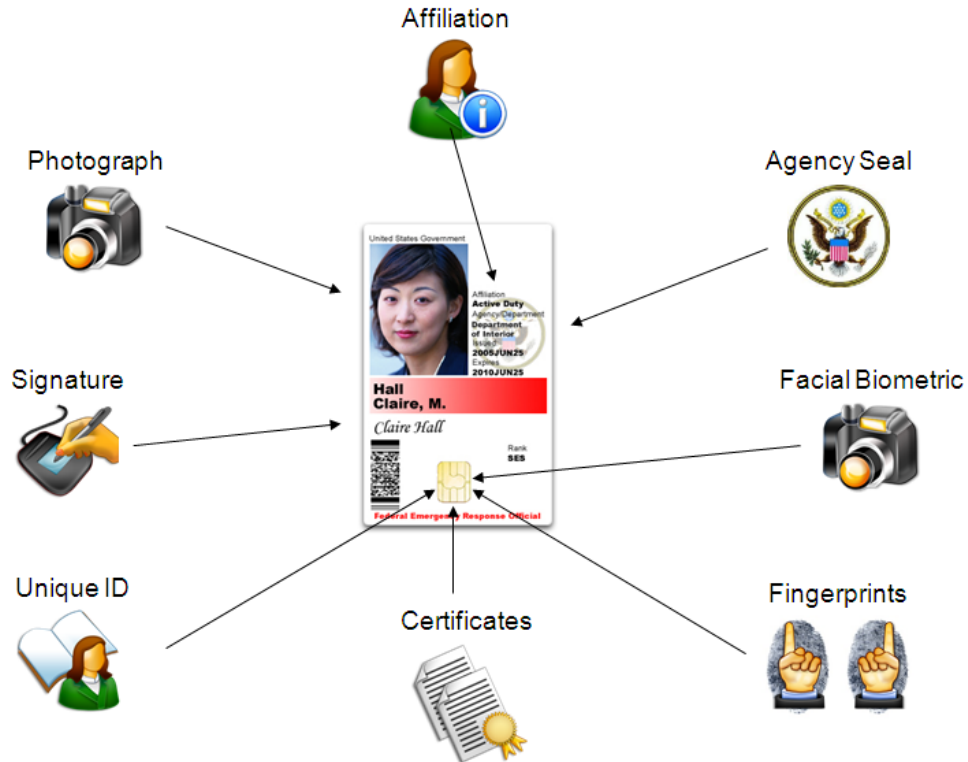 Affiliation
Photograph
Agency Seal
United States Government
Affiliation
Active Duty
Agency/Department
Department
of Interior
Issued
2005JUN25
Expires
2010JUN25
Signature
Facial Biometric
Hall
Claire, M.
Claire Hall
Rank
SES
Federal Emergency Response Official
Unique ID
Certificates
Fingerprints